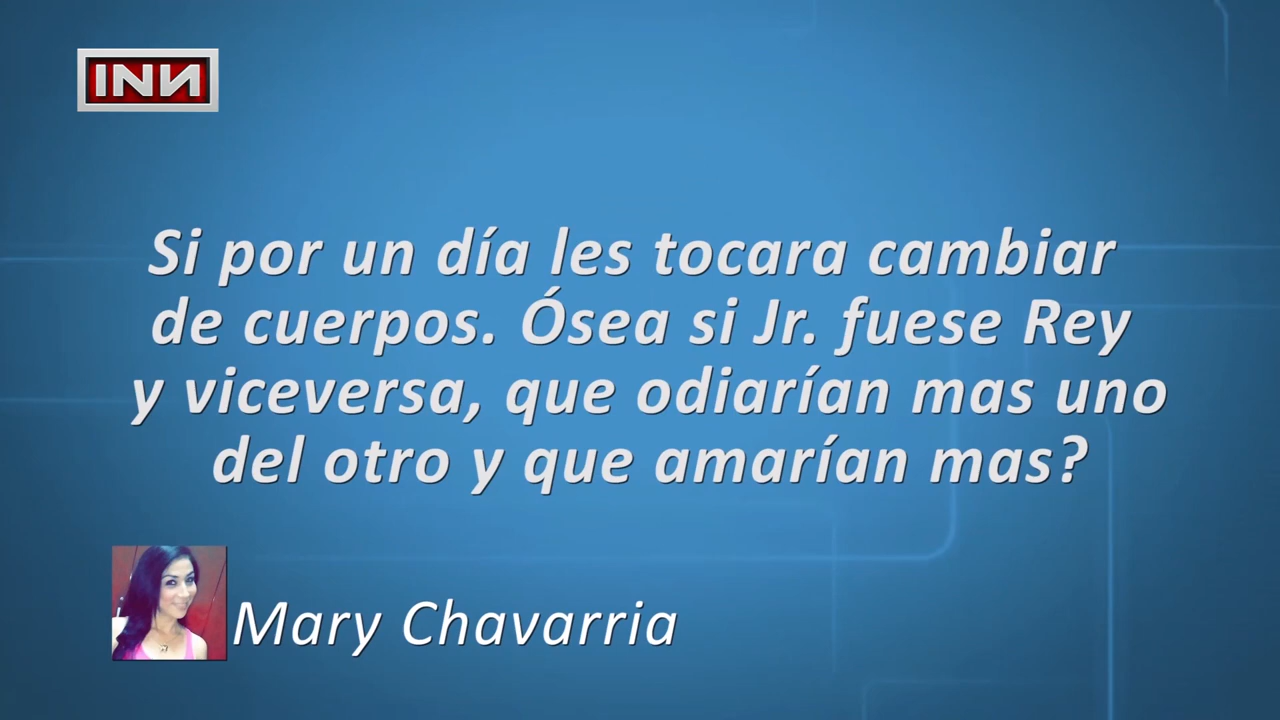 INN
Si por un día les tocara cambiar
de cuerpos. Ósea si Jr. fuese Rey
y viceversa, que odiarían mas uno
del otro y que amarían mas?
Mary Chavarria